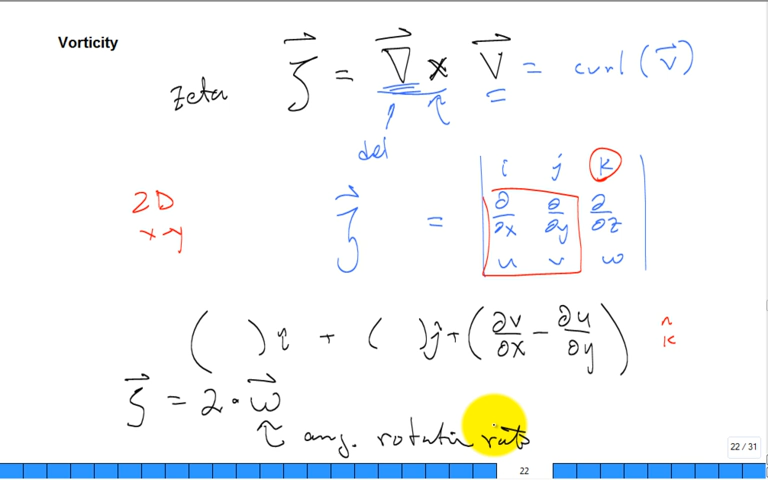 Vorticity
zeta ζ⃗ = ∇⃗ × V⃗ = curl (V⃗)
del
2D
x-y
ζ⃗ = | i j k |
| ∂/∂x ∂/∂y ∂/∂z |
| u v w |
( )î + ( )ĵ + (∂v/∂x - ∂u/∂y) k̂
ζ⃗ = 2 · ω⃗
ang. rotation rate
22 / 31
22